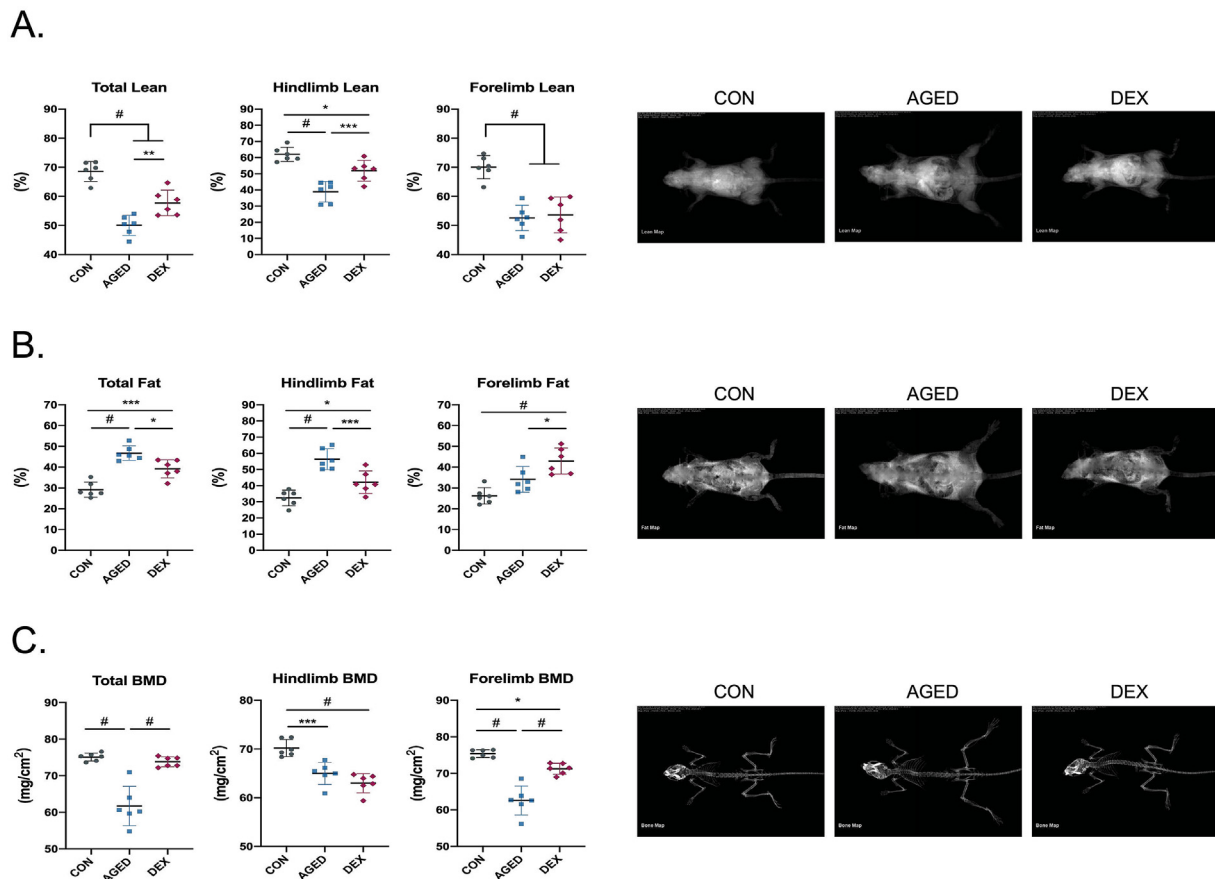 A.
Total Lean
#
**
(%)
90
80
70
60
50
40
CON
AGED
DEX
Hindlimb Lean
*
#
***
(%)
90
80
70
60
50
40
30
20
10
0
CON
AGED
DEX
Forelimb Lean
#
(%)
90
80
70
60
50
40
CON
AGED
DEX
CON
AGED
DEX
Lean Map
Lean Map
Lean Map
B.
Total Fat
***
#
*
(%)
70
60
50
40
30
20
10
0
CON
AGED
DEX
Hindlimb Fat
*
#
***
(%)
90
80
70
60
50
40
30
20
10
0
CON
AGED
DEX
Forelimb Fat
#
*
(%)
70
60
50
40
30
20
10
0
CON
AGED
DEX
CON
AGED
DEX
Fat Map
Fat Map
Fat Map
C.
Total BMD
#
#
(mg/cm²)
90
80
70
60
50
CON
AGED
DEX
Hindlimb BMD
#
***
(mg/cm²)
80
70
60
50
CON
AGED
DEX
Forelimb BMD
*
#
#
(mg/cm²)
90
80
70
60
50
CON
AGED
DEX
CON
AGED
DEX
Bone Map
Bone Map
Bone Map